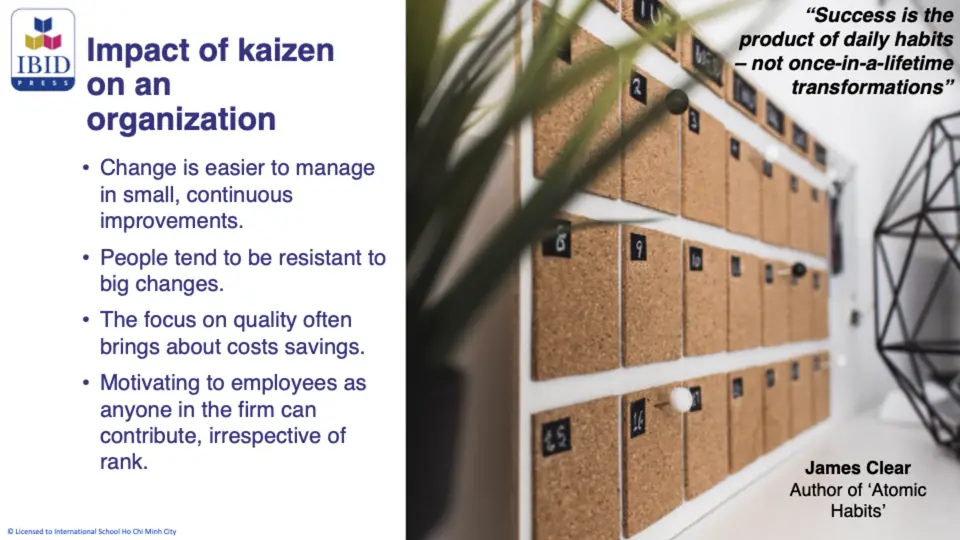 IBID
PRESS
Impact of kaizen
on an
organization
• Change is easier to manage
in small, continuous
improvements.
• People tend to be resistant to
big changes.
• The focus on quality often
brings about costs savings.
• Motivating to employees as
anyone in the firm can
contribute, irrespective of
rank.
© Licensed to International School Ho Chi Minh City
“Success is the
product of daily habits
– not once-in-a-lifetime
transformations”
2
3
8
9
10
15
16
James Clear
Author of ‘Atomic
Habits’